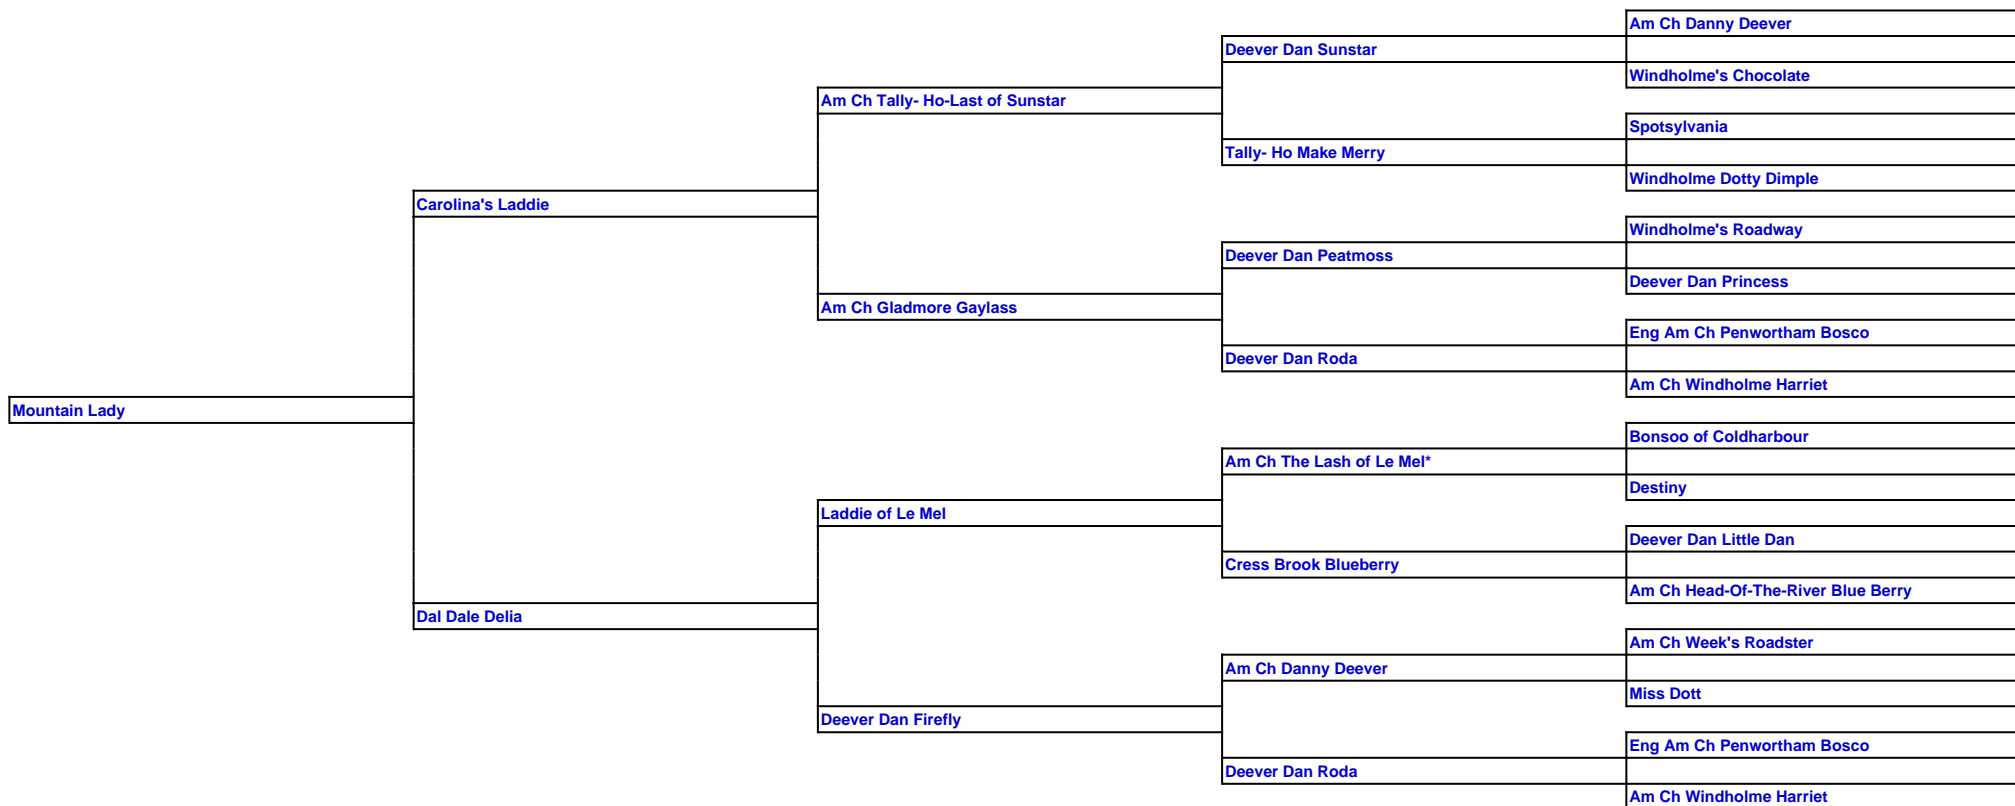 Am Ch Danny Deever
Deever Dan Sunstar
Windholme's Chocolate
Am Ch Tally- Ho-Last of Sunstar
Spotsylvania
Tally- Ho Make Merry
Windholme Dotty Dimple
Carolina's Laddie
Windholme's Roadway
Deever Dan Peatmoss
Deever Dan Princess
Am Ch Gladmore Gaylass
Eng Am Ch Penwortham Bosco
Deever Dan Roda
Am Ch Windholme Harriet
Mountain Lady
Bonsoo of Coldharbour
Am Ch The Lash of Le Mel*
Destiny
Laddie of Le Mel
Deever Dan Little Dan
Cress Brook Blueberry
Am Ch Head-Of-The-River Blue Berry
Dal Dale Delia
Am Ch Week's Roadster
Am Ch Danny Deever
Miss Dott
Deever Dan Firefly
Eng Am Ch Penwortham Bosco
Deever Dan Roda
Am Ch Windholme Harriet